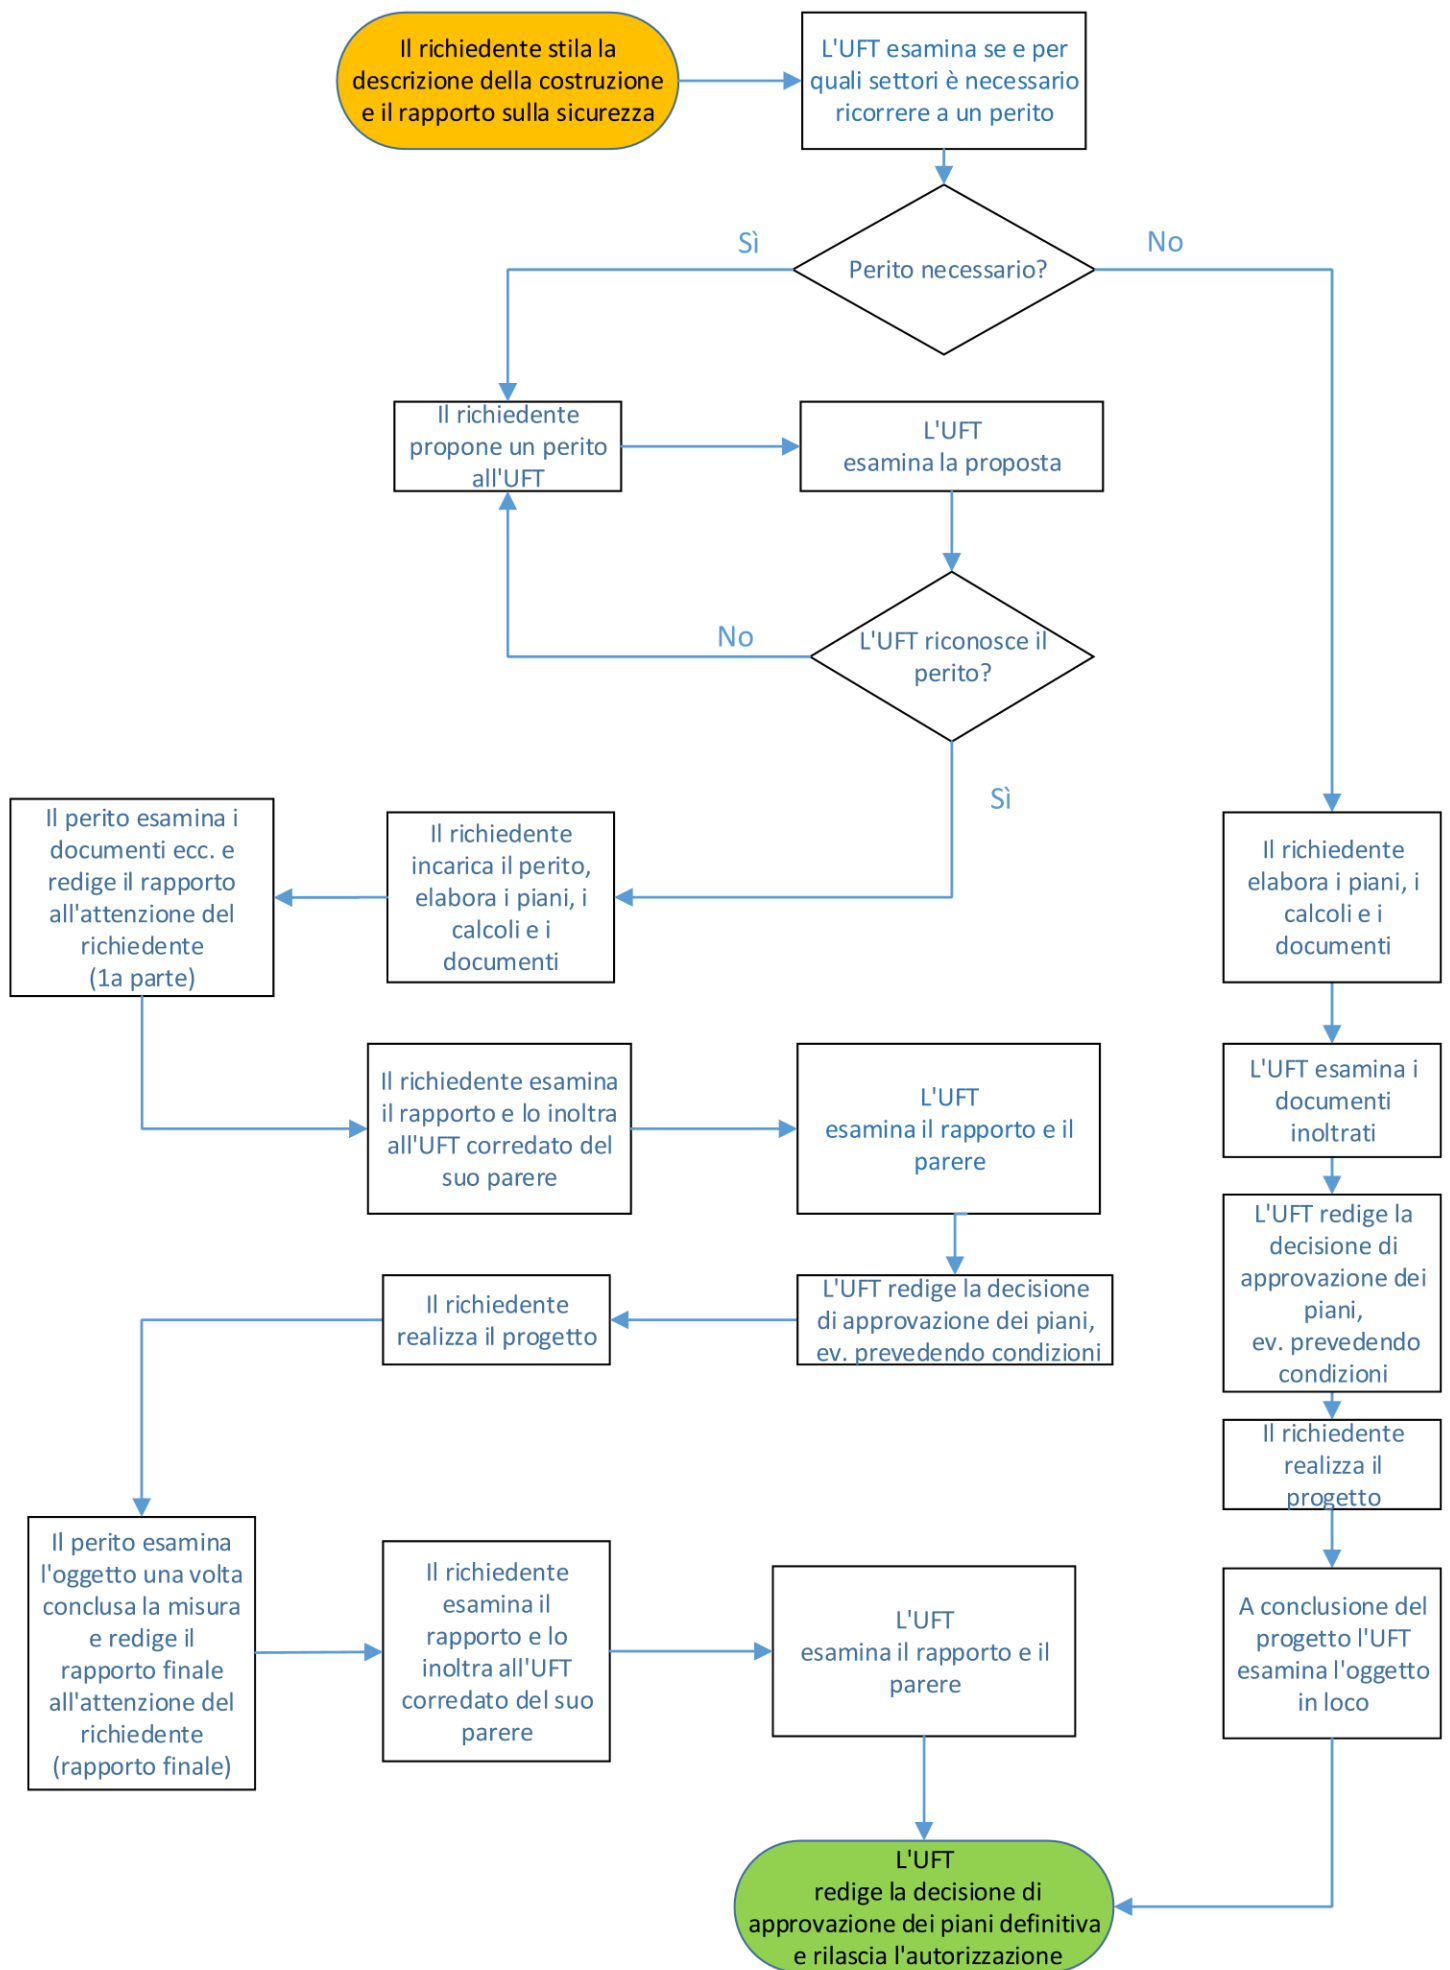 Il richiedente stila la
descrizione della costruzione
e il rapporto sulla sicurezza
L'UFT esamina se e per
quali settori è necessario
ricorrere a un perito
Sì
No
Perito necessario?
Il richiedente
propone un perito
all'UFT
L'UFT
esamina la proposta
No
L'UFT riconosce il
perito?
Sì
Il perito esamina i
documenti ecc. e
redige il rapporto
all'attenzione del
richiedente
(1a parte)
Il richiedente
incarica il perito,
elabora i piani, i
calcoli e i
documenti
Il richiedente
elabora i piani, i
calcoli e i
documenti
Il richiedente esamina
il rapporto e lo inoltra
all'UFT corredato del
suo parere
L'UFT
esamina il rapporto e il
parere
L'UFT esamina i
documenti
inoltrati
L'UFT redige la
decisione di
approvazione dei
piani,
ev. prevedendo
condizioni
Il richiedente
realizza il progetto
L'UFT redige la decisione
di approvazione dei piani,
ev. prevedendo condizioni
Il richiedente
realizza il
progetto
Il perito esamina
l'oggetto una volta
conclusa la misura
e redige il
rapporto finale
all'attenzione del
richiedente
(rapporto finale)
Il richiedente
esamina il
rapporto e lo
inoltra all'UFT
corredato del suo
parere
L'UFT
esamina il rapporto e il
parere
A conclusione del
progetto l'UFT
esamina l'oggetto
in loco
L'UFT
redige la decisione di
approvazione dei piani definitiva
e rilascia l'autorizzazione